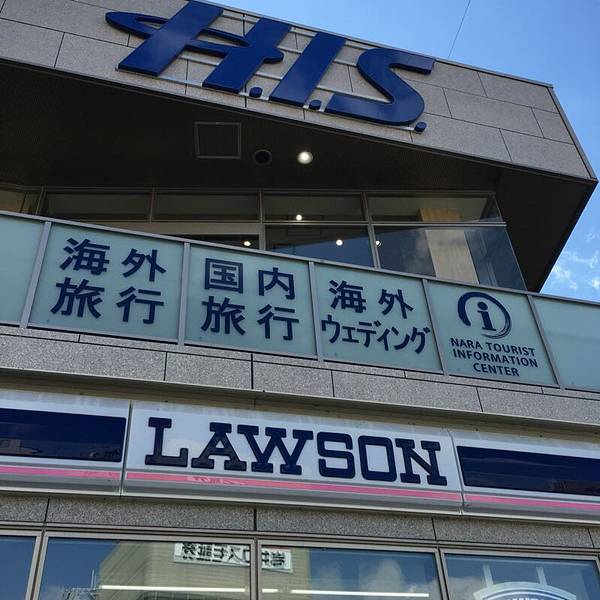 H.I.S.
海外
旅行
国内
旅行
海外
ウェディング
i
NARA TOURIST
INFORMATION
CENTER
LAWSON